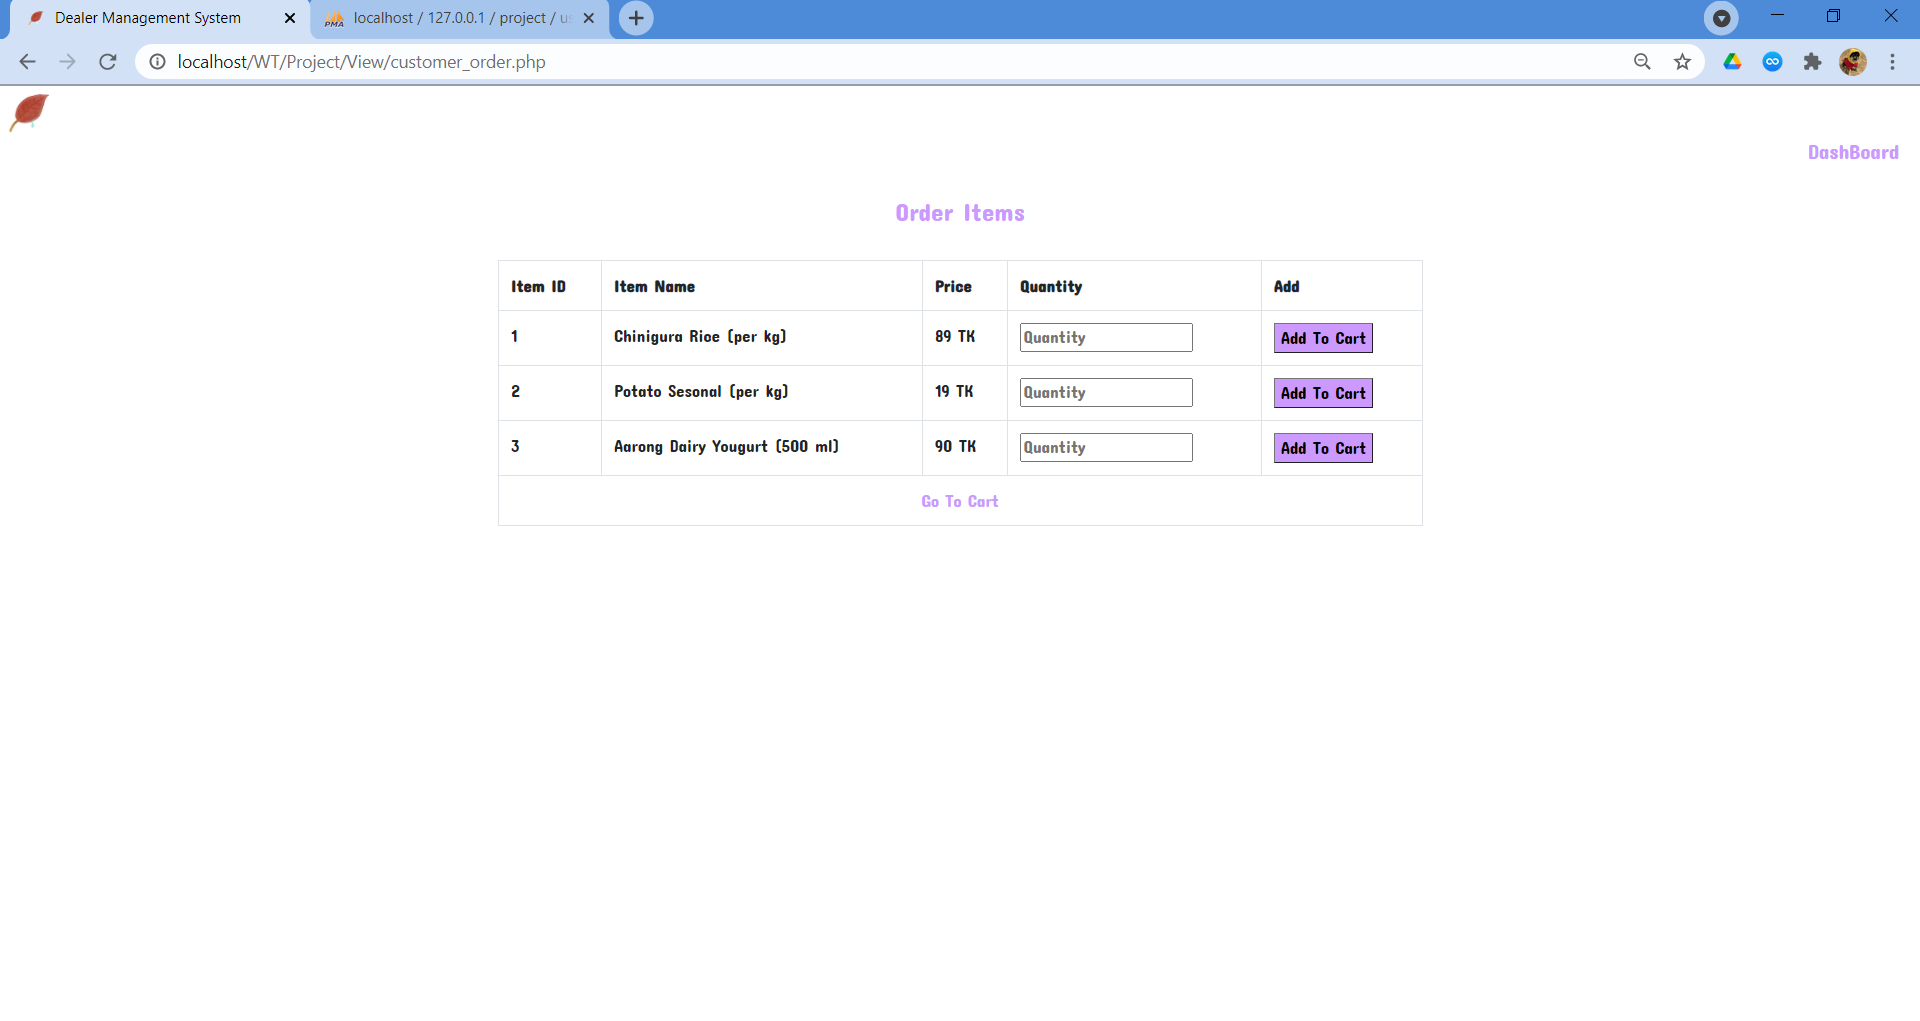 Dealer Management System
localhost / 127.0.0.1 / project / us
localhost/WT/Project/View/customer_order.php
DashBoard
Order Items
Item ID Item Name Price Quantity Add
1 Chinigura Rice (per kg) 89 TK Quantity Add To Cart
2 Potato Sesonal (per kg) 19 TK Quantity Add To Cart
3 Aarong Dairy Yougurt (500 ml) 90 TK Quantity Add To Cart
Go To Cart